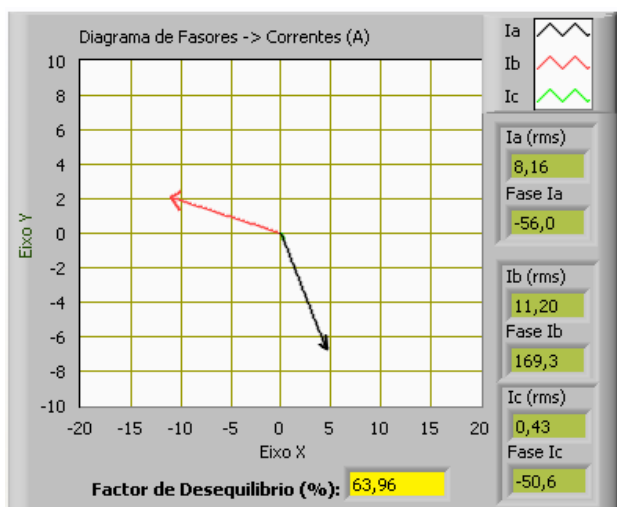 Diagrama de Fasores -> Correntes (A)
Ia
Ib
Ic
10
8
6
4
2
0
-2
-4
-6
-8
-10
Eixo Y
-20 -15 -10 -5 0 5 10 15 20
Eixo X
Ia (rms)
8,16
Fase Ia
-56,0
Ib (rms)
11,20
Fase Ib
169,3
Ic (rms)
0,43
Fase Ic
-50,6
Factor de Desequilibrio (%): 63,96